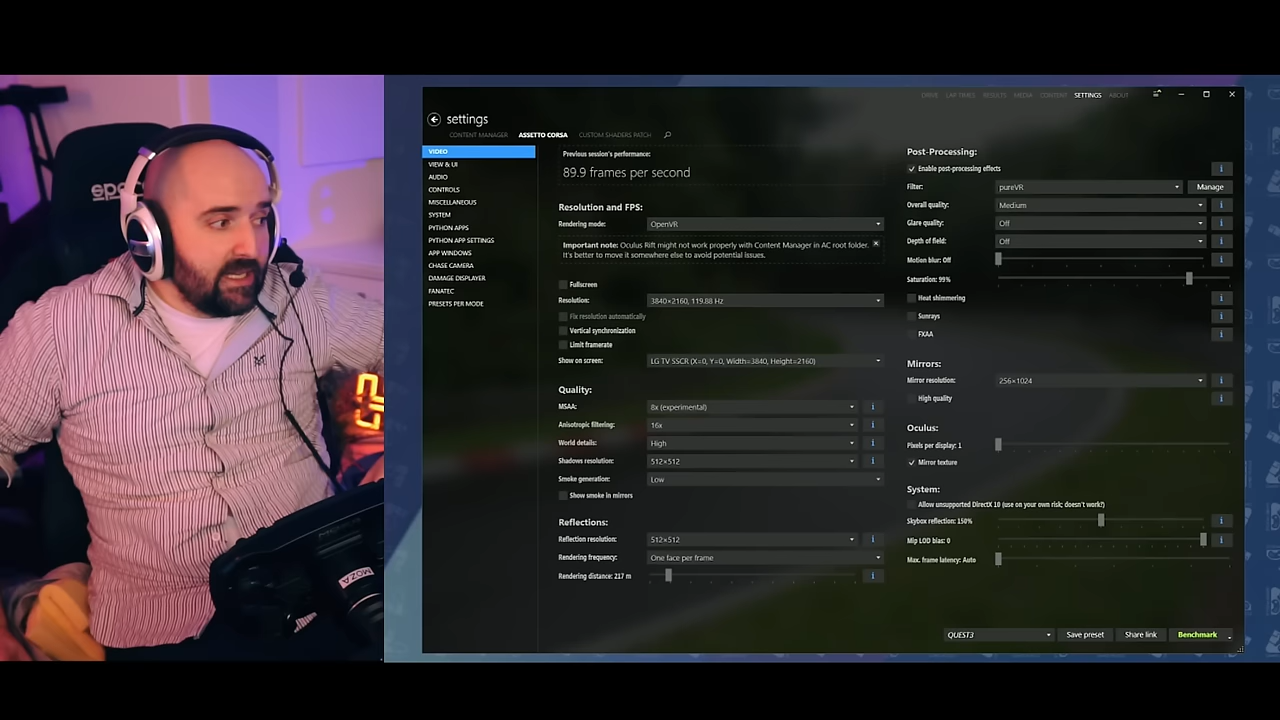 DRIVE LAP TIMES RESULTS MEDIA CONTENT SETTINGS ABOUT
settings
CONTENT MANAGER ASSETTO CORSA CUSTOM SHADERS PATCH
VIDEO
VIEW & UI
AUDIO
CONTROLS
MISCELLANEOUS
SYSTEM
PYTHON APPS
PYTHON APP SETTINGS
APP WINDOWS
CHASE CAMERA
DAMAGE DISPLAYER
FANATEC
PRESETS PER MODE
Previous session's performance:
89.9 frames per second
Resolution and FPS:
Rendering mode: OpenVR
Important note: Oculus Rift might not work properly with Content Manager in AC root folder.
It's better to move it somewhere else to avoid potential issues.
Fullscreen
Resolution: 3840×2160, 119.88 Hz
Fix resolution automatically
Vertical synchronization
Limit framerate
Show on screen: LG TV SSCR (X=0, Y=0, Width=3840, Height=2160)
Quality:
MSAA: 8x (experimental)
Anisotropic filtering: 16x
World details: High
Shadows resolution: 512×512
Smoke generation: Low
Show smoke in mirrors
Reflections:
Reflection resolution: 512×512
Rendering frequency: One face per frame
Rendering distance: 217 m
Post-Processing:
Enable post-processing effects
Filter: pureVR Manage
Overall quality: Medium
Glare quality: Off
Depth of field: Off
Motion blur: Off
Saturation: 99%
Heat shimmering
Sunrays
FXAA
Mirrors:
Mirror resolution: 256×1024
High quality
Oculus:
Pixels per display: 1
Mirror texture
System:
Allow unsupported DirectX 10 (use on your own risk; doesn't work?)
Skybox reflection: 150%
Mip LOD bias: 0
Max. frame latency: Auto
QUEST3 Save preset Share link Benchmark
MOZA